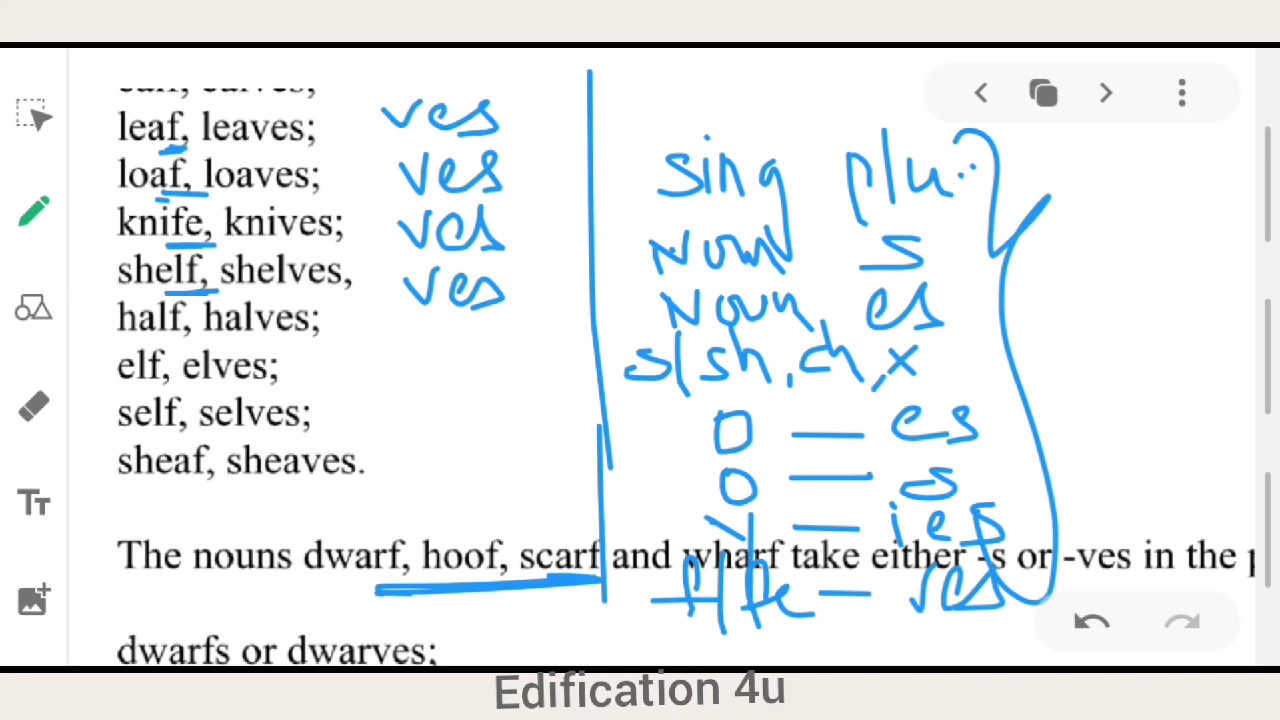 leaf, leaves; ves
loaf, loaves; ves
knife, knives; ves
shelf, shelves, ves
half, halves;
elf, elves;
self, selves;
sheaf, sheaves.
sing plu..
Noun s
Noun es
s/sh, ch, x
O — es
O — s
Y — ies
f/fe — ves
The nouns dwarf, hoof, scarf and wharf take either -s or -ves in the
dwarfs or dwarves;
Tt
Edification 4u